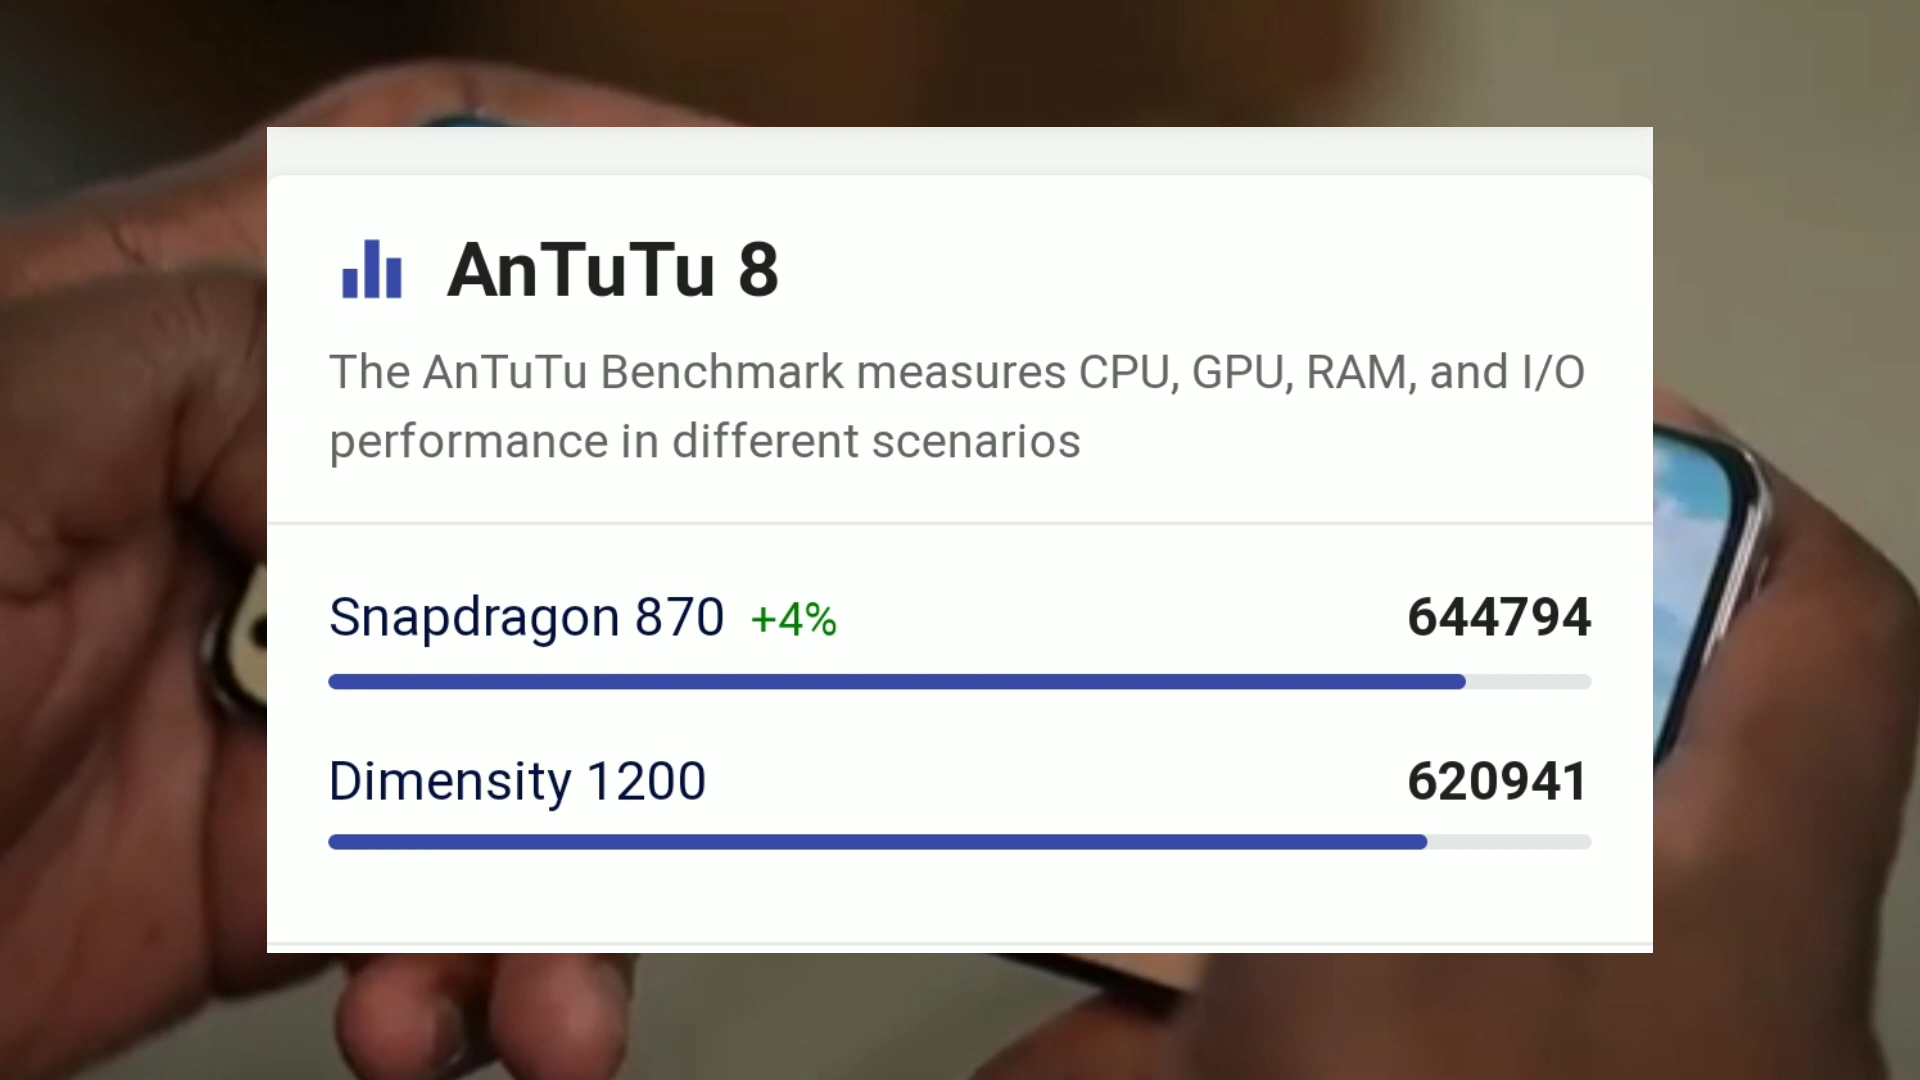 AnTuTu 8
The AnTuTu Benchmark measures CPU, GPU, RAM, and I/O
performance in different scenarios
Snapdragon 870 +4% 644794
Dimensity 1200 620941